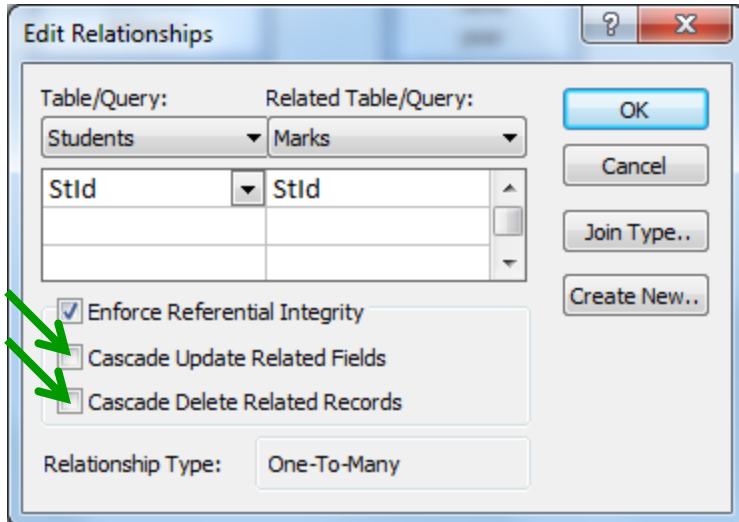 Edit Relationships
Table/Query: Related Table/Query:
Students Marks
StId StId
OK
Cancel
Join Type..
Create New..
Enforce Referential Integrity
Cascade Update Related Fields
Cascade Delete Related Records
Relationship Type: One-To-Many